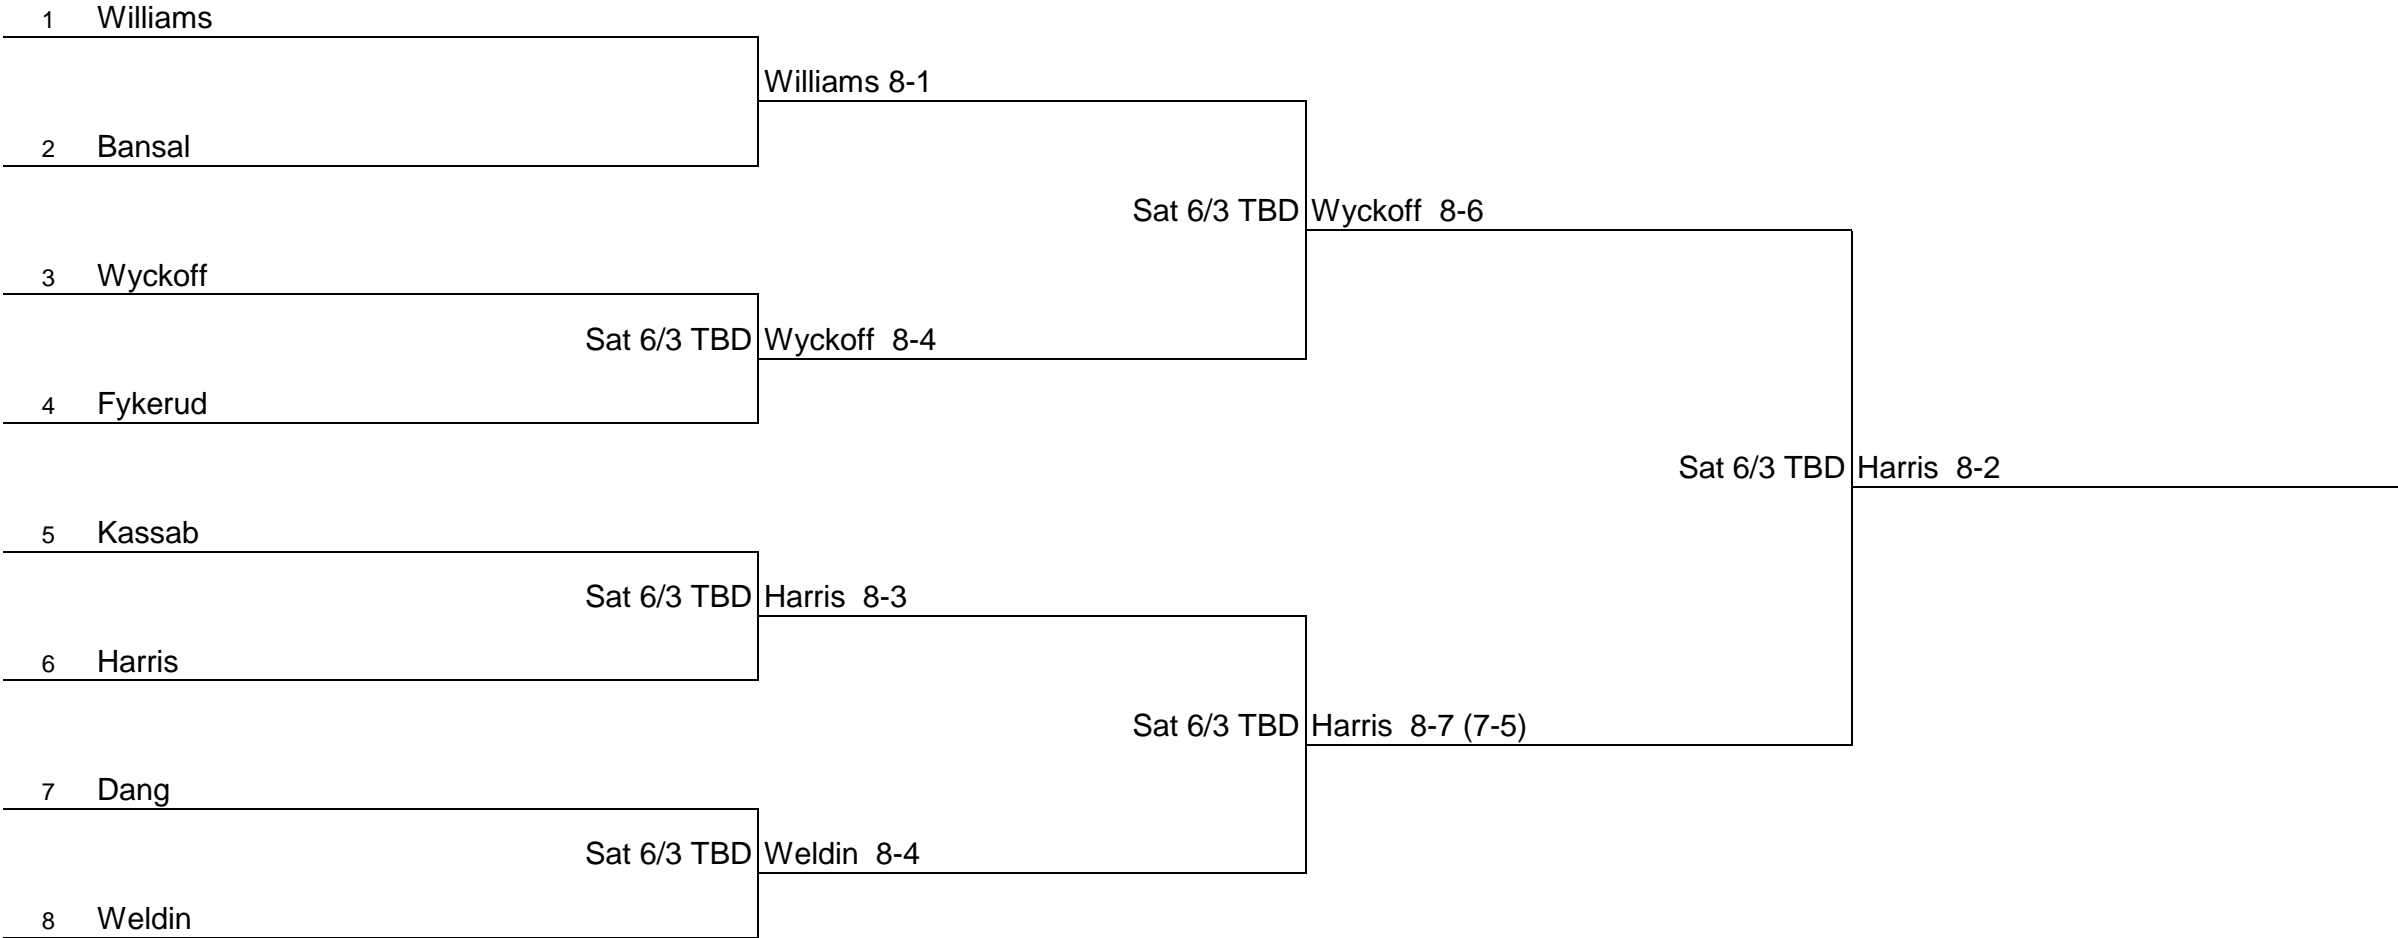 1 Williams
Williams 8-1
2 Bansal
Sat 6/3 TBD Wyckoff 8-6
3 Wyckoff
Sat 6/3 TBD Wyckoff 8-4
4 Fykerud
Sat 6/3 TBD Harris 8-2
5 Kassab
Sat 6/3 TBD Harris 8-3
6 Harris
Sat 6/3 TBD Harris 8-7 (7-5)
7 Dang
Sat 6/3 TBD Weldin 8-4
8 Weldin